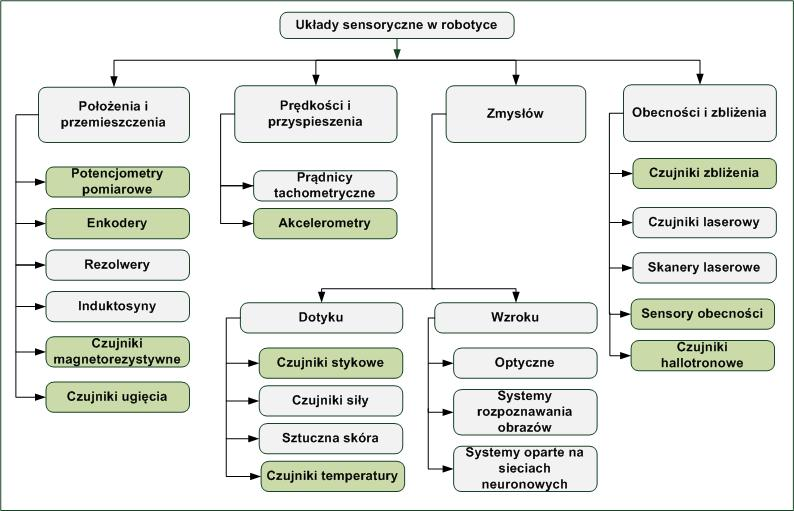 Układy sensoryczne w robotyce
Położenia i
przemieszczenia
Prędkości i
przyspieszenia
Zmysłów
Obecności i zbliżenia
Potencjometry
pomiarowe
Enkodery
Rezolwery
Induktosyny
Czujniki
magnetorezystywne
Czujniki ugięcia
Prądnicy
tachometryczne
Akcelerometry
Dotyku
Czujniki stykowe
Czujniki siły
Sztuczna skóra
Czujniki temperatury
Wzroku
Optyczne
Systemy
rozpoznawania
obrazów
Systemy oparte na
sieciach
neuronowych
Czujniki zbliżenia
Czujniki laserowy
Skanery laserowe
Sensory obecności
Czujniki
hallotronowe